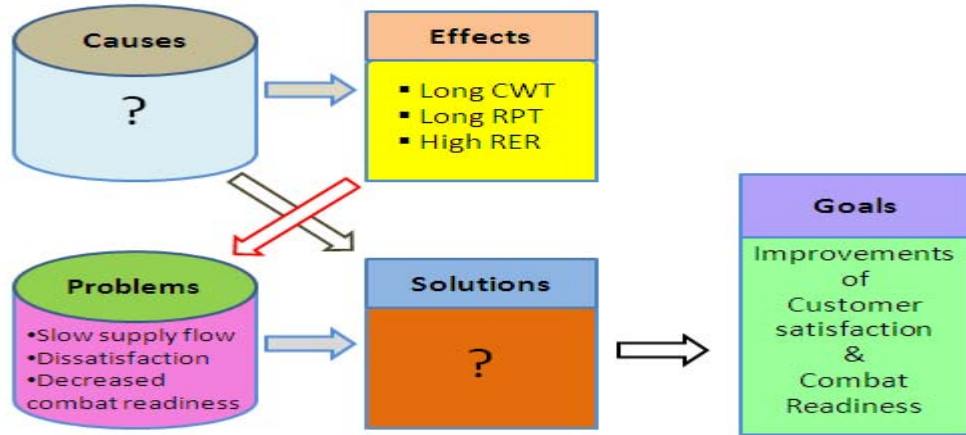 Causes
?
Effects
▪ Long CWT
▪ Long RPT
▪ High RER
Problems
•Slow supply flow
•Dissatisfaction
•Decreased
combat readiness
Solutions
?
Goals
Improvements
of
Customer
satisfaction
&
Combat
Readiness